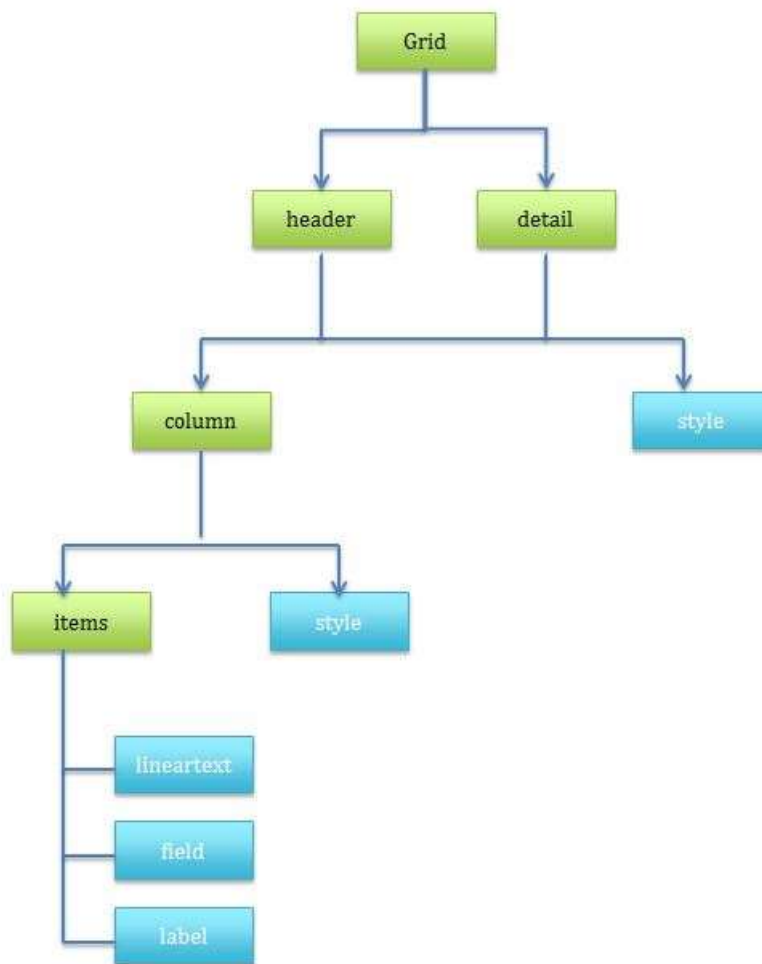 Grid
header
detail
column
style
items
style
lineartext
field
label